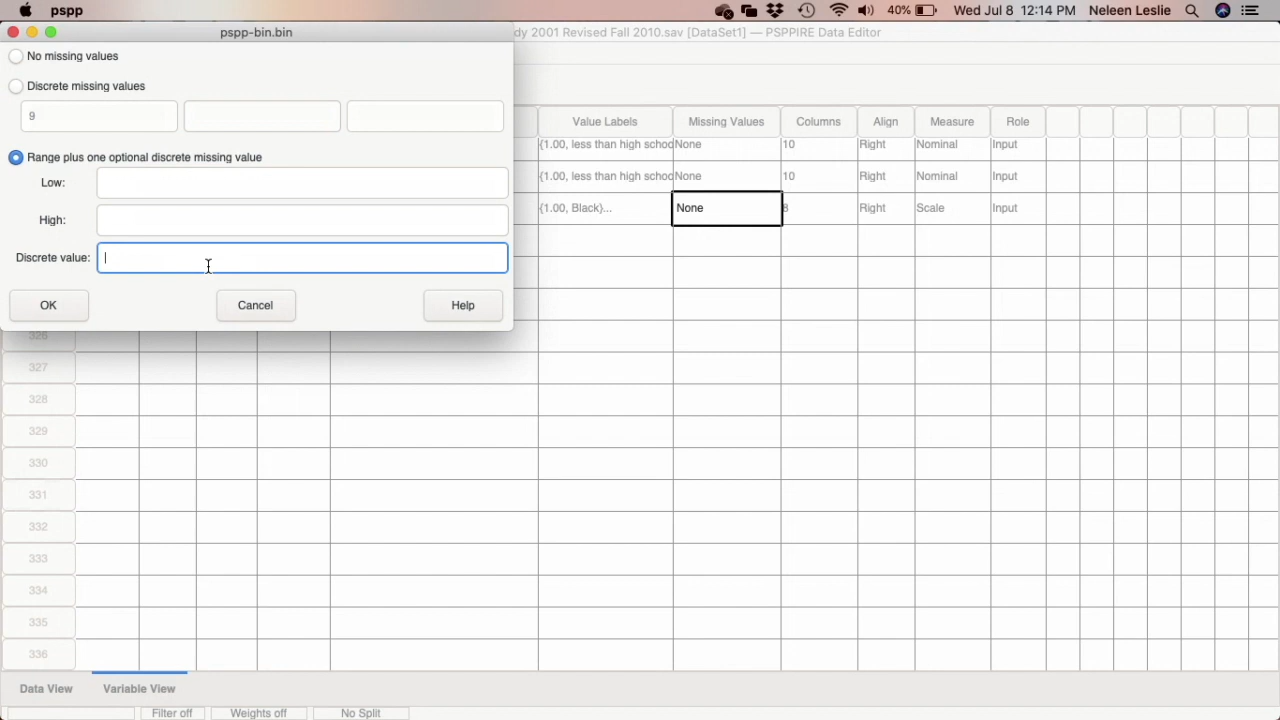 pspp 40% Wed Jul 8 12:14 PM Neleen Leslie
pspp-bin.bin
dy 2001 Revised Fall 2010.sav [DataSet1] — PSPPIRE Data Editor
No missing values
Discrete missing values
9
Range plus one optional discrete missing value
Low:
High:
Discrete value:
OK Cancel Help
Value Labels Missing Values Columns Align Measure Role
{1.00, less than high schoo None 10 Right Nominal Input
{1.00, less than high schoo None 10 Right Nominal Input
{1.00, Black}... None 8 Right Scale Input
326
327
328
329
330
331
332
333
334
335
336
Data View Variable View
Filter off Weights off No Split